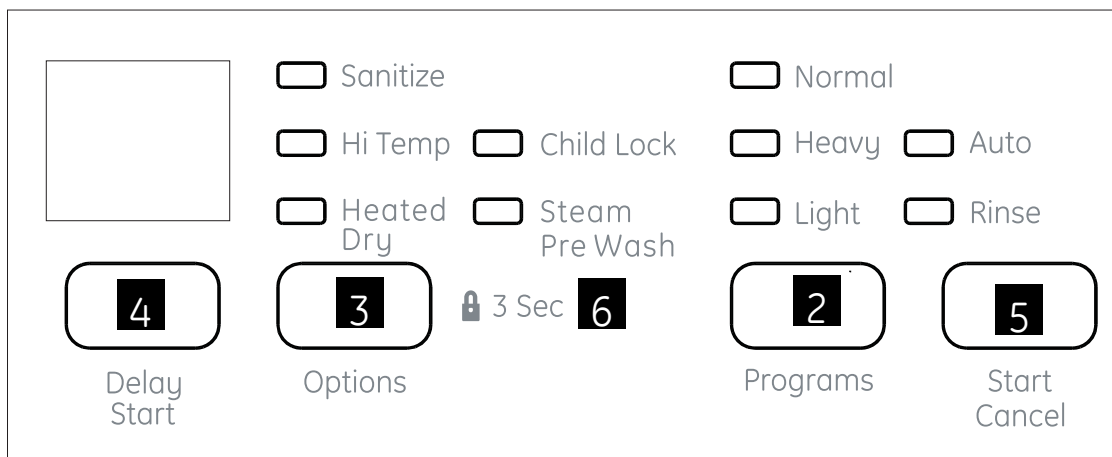 Sanitize
Normal
Hi Temp
Child Lock
Heavy
Auto
Heated
Dry
Steam
Pre Wash
Light
Rinse
4
3
3 Sec
6
2
5
Delay
Start
Options
Programs
Start
Cancel